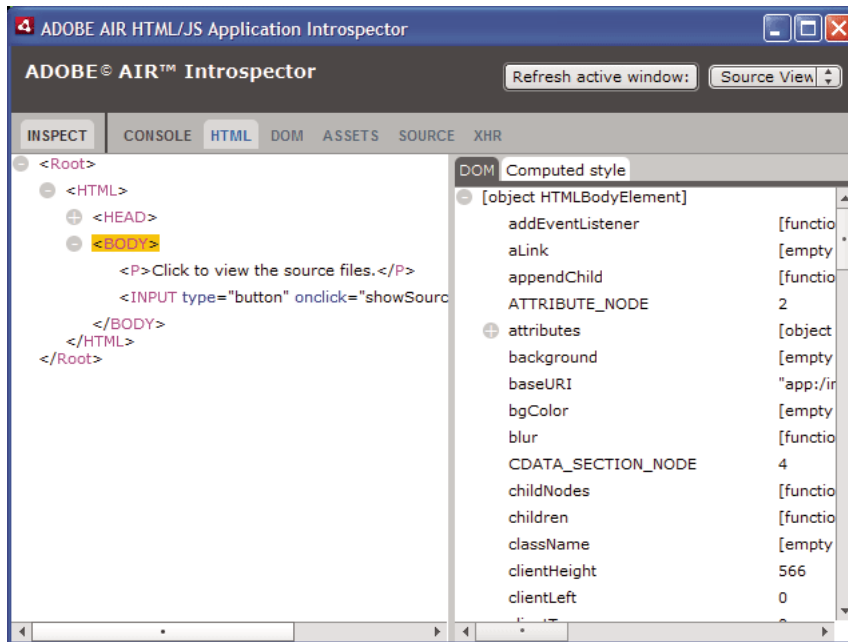 ADOBE AIR HTML/JS Application Introspector
ADOBE© AIR™ Introspector
Refresh active window:
Source View
INSPECT CONSOLE HTML DOM ASSETS SOURCE XHR
<Root>
<HTML>
<HEAD>
<BODY>
<P>Click to view the source files.</P>
<INPUT type="button" onclick="showSourc
</BODY>
</HTML>
</Root>
DOM Computed style
[object HTMLBodyElement]
addEventListener [functio
aLink [empty
appendChild [functio
ATTRIBUTE_NODE 2
attributes [object
background [empty
baseURI "app:/ir
bgColor [empty
blur [functio
CDATA_SECTION_NODE 4
childNodes [functio
children [functio
className [empty
clientHeight 566
clientLeft 0